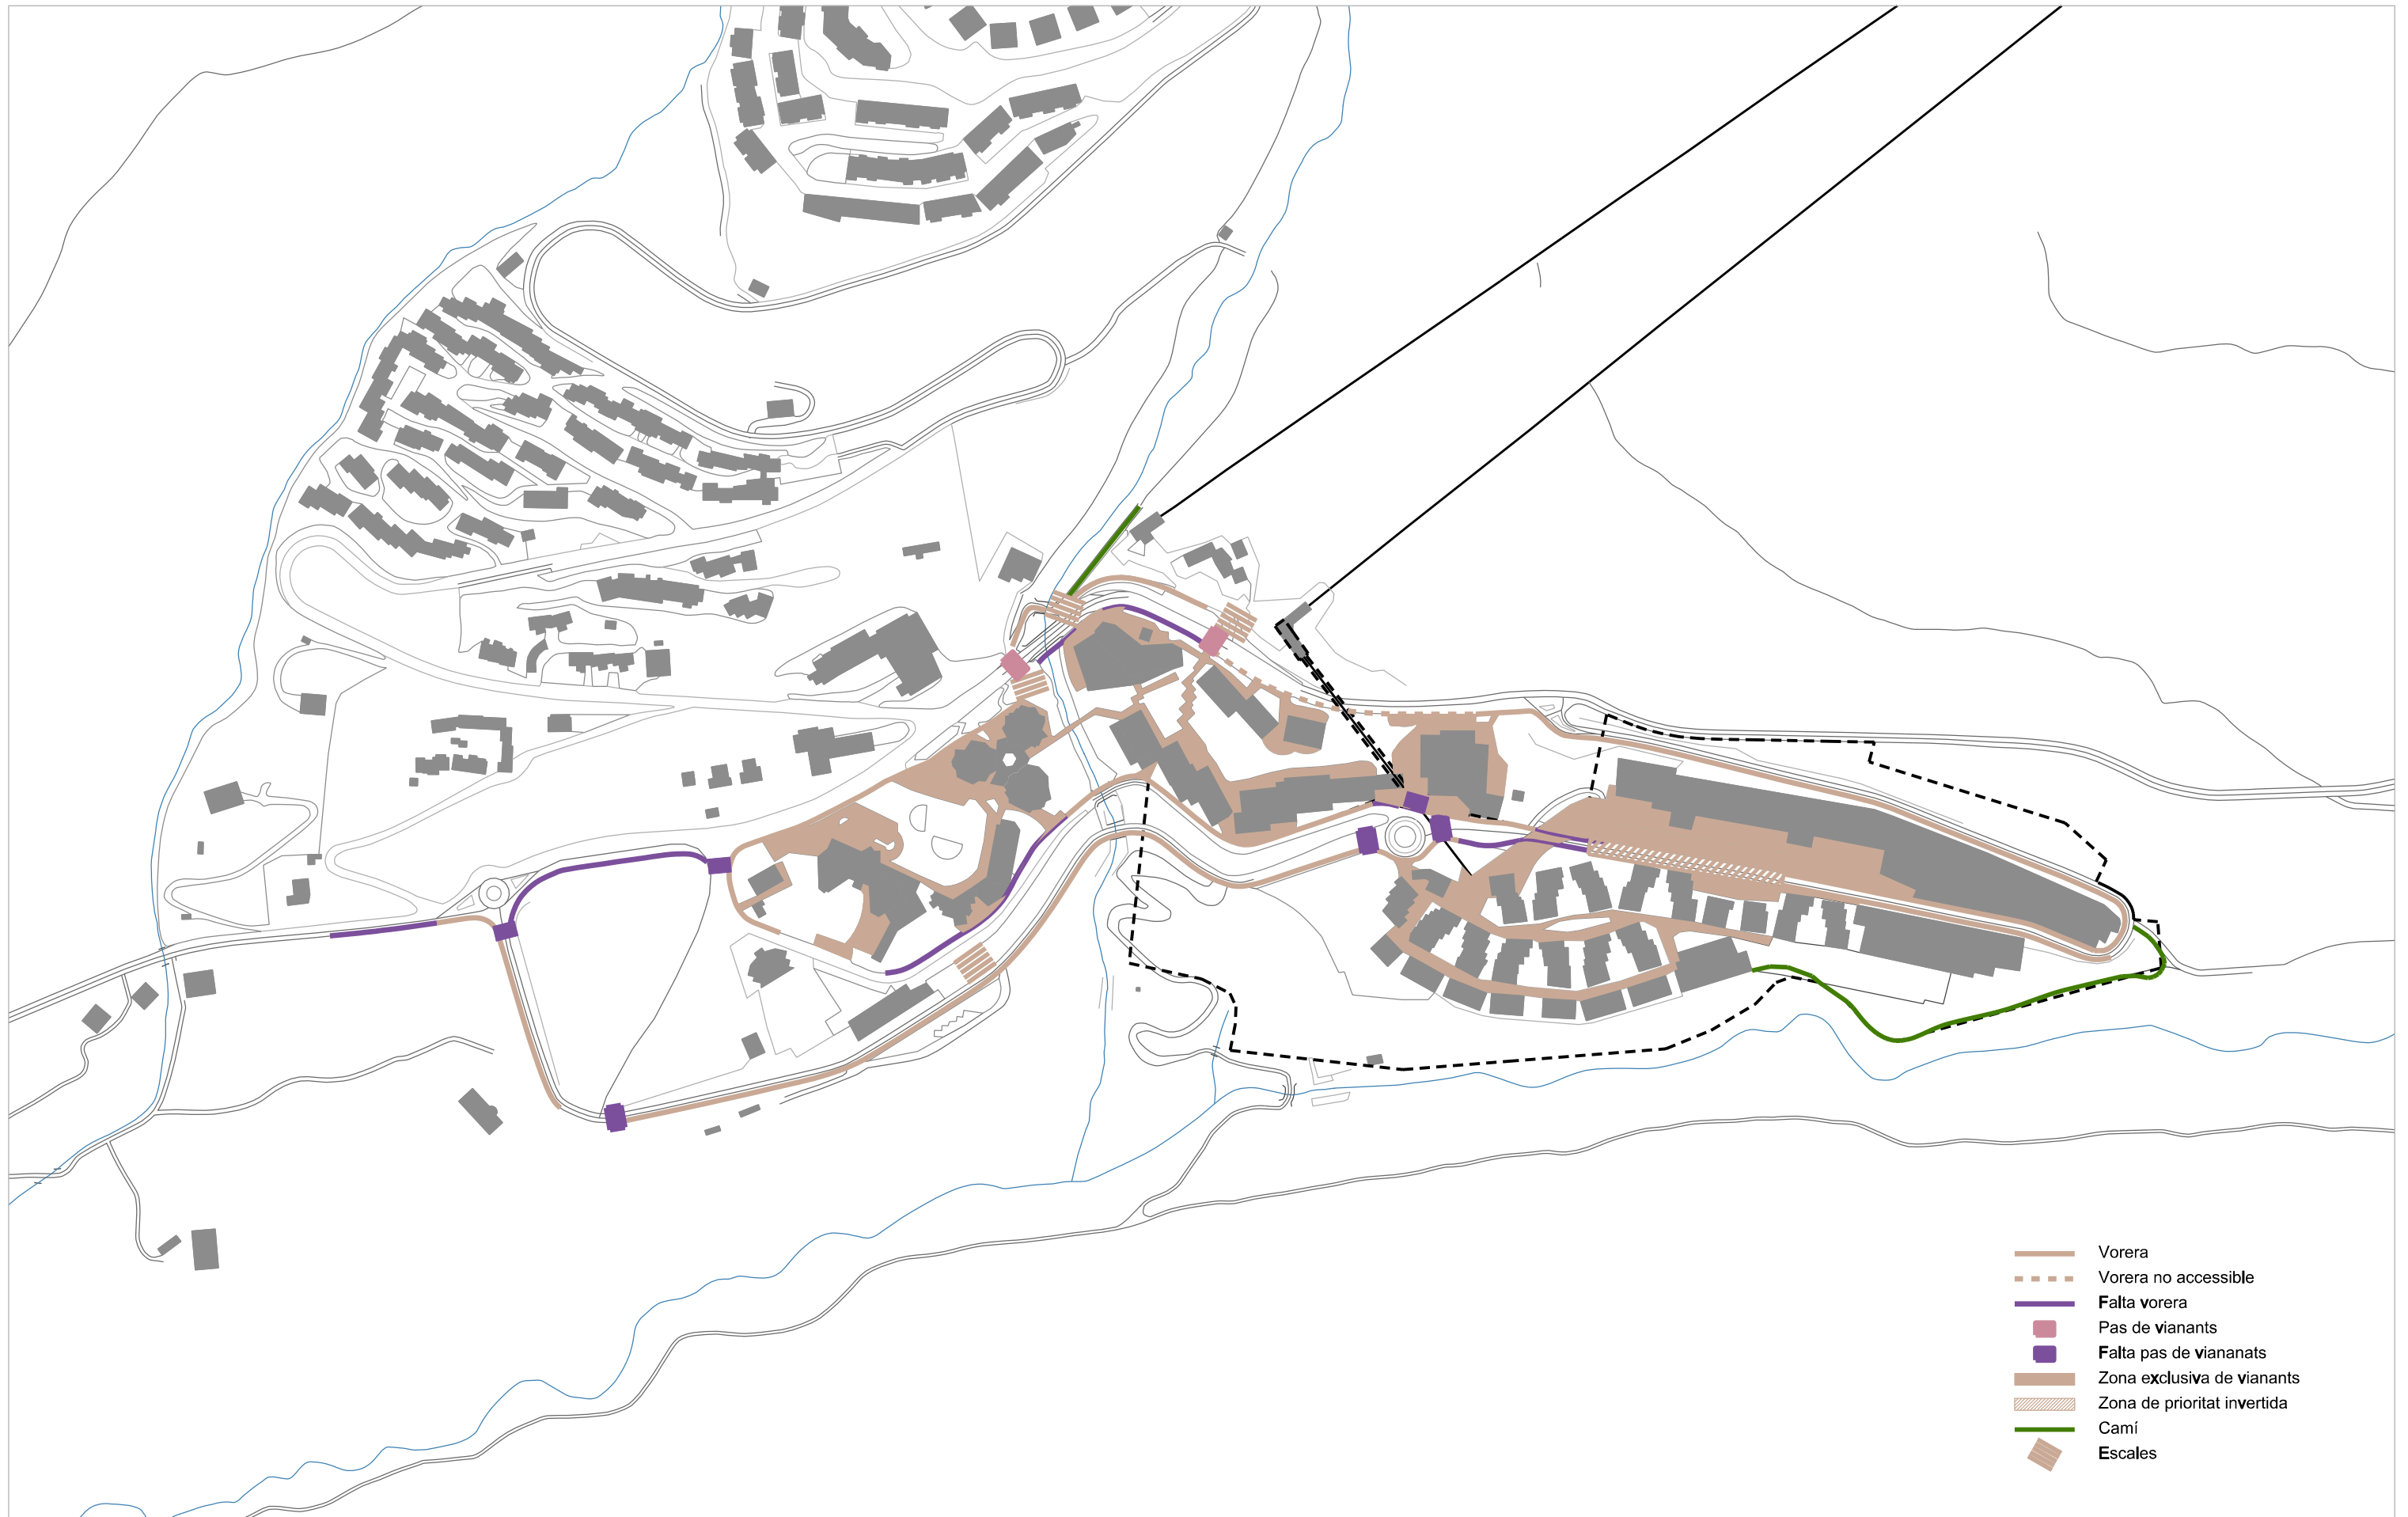 Vorera
Vorera no accessible
Falta vorera
Pas de vianants
Falta pas de viananats
Zona exclusiva de vianants
Zona de prioritat invertida
Camí
Escales